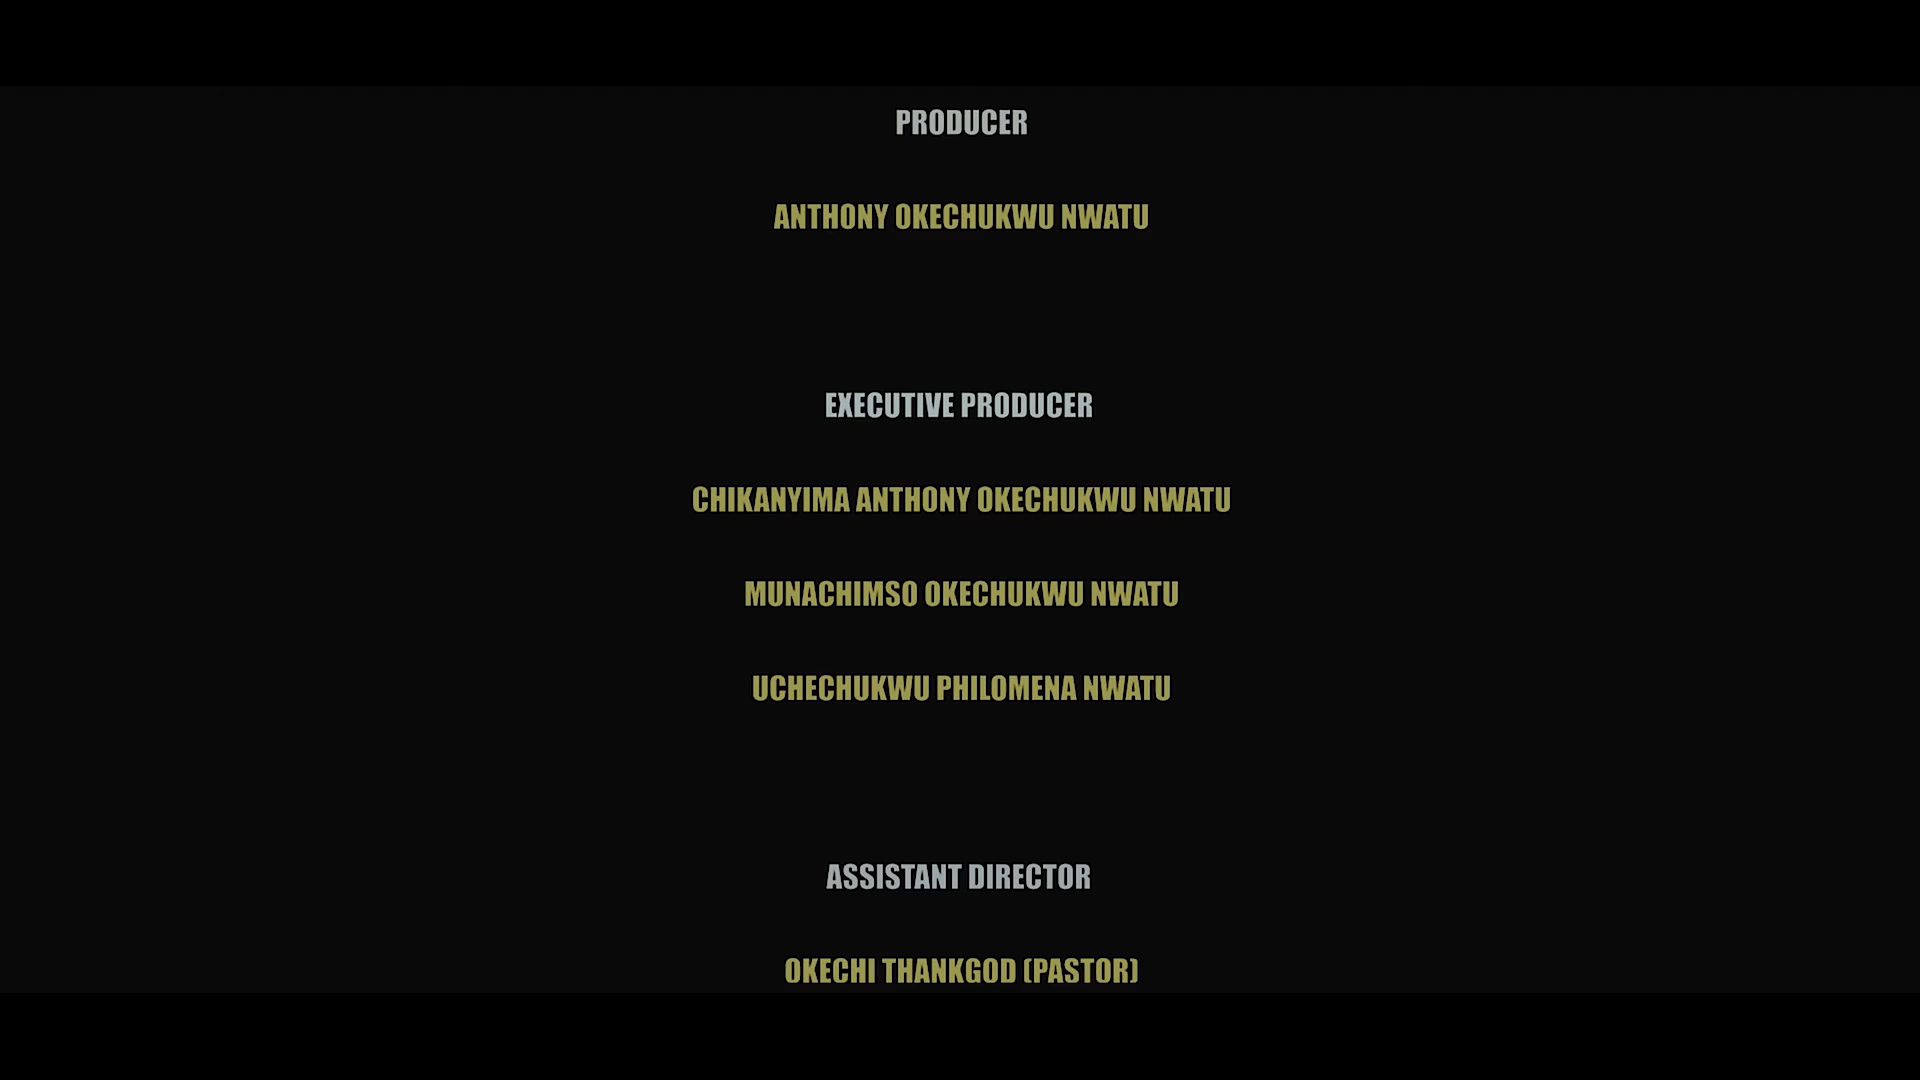 PRODUCER
ANTHONY OKECHUKWU NWATU
EXECUTIVE PRODUCER
CHIKANYIMA ANTHONY OKECHUKWU NWATU
MUNACHIMSO OKECHUKWU NWATU
UCHECHUKWU PHILOMENA NWATU
ASSISTANT DIRECTOR
OKECHI THANKGOD (PASTOR)